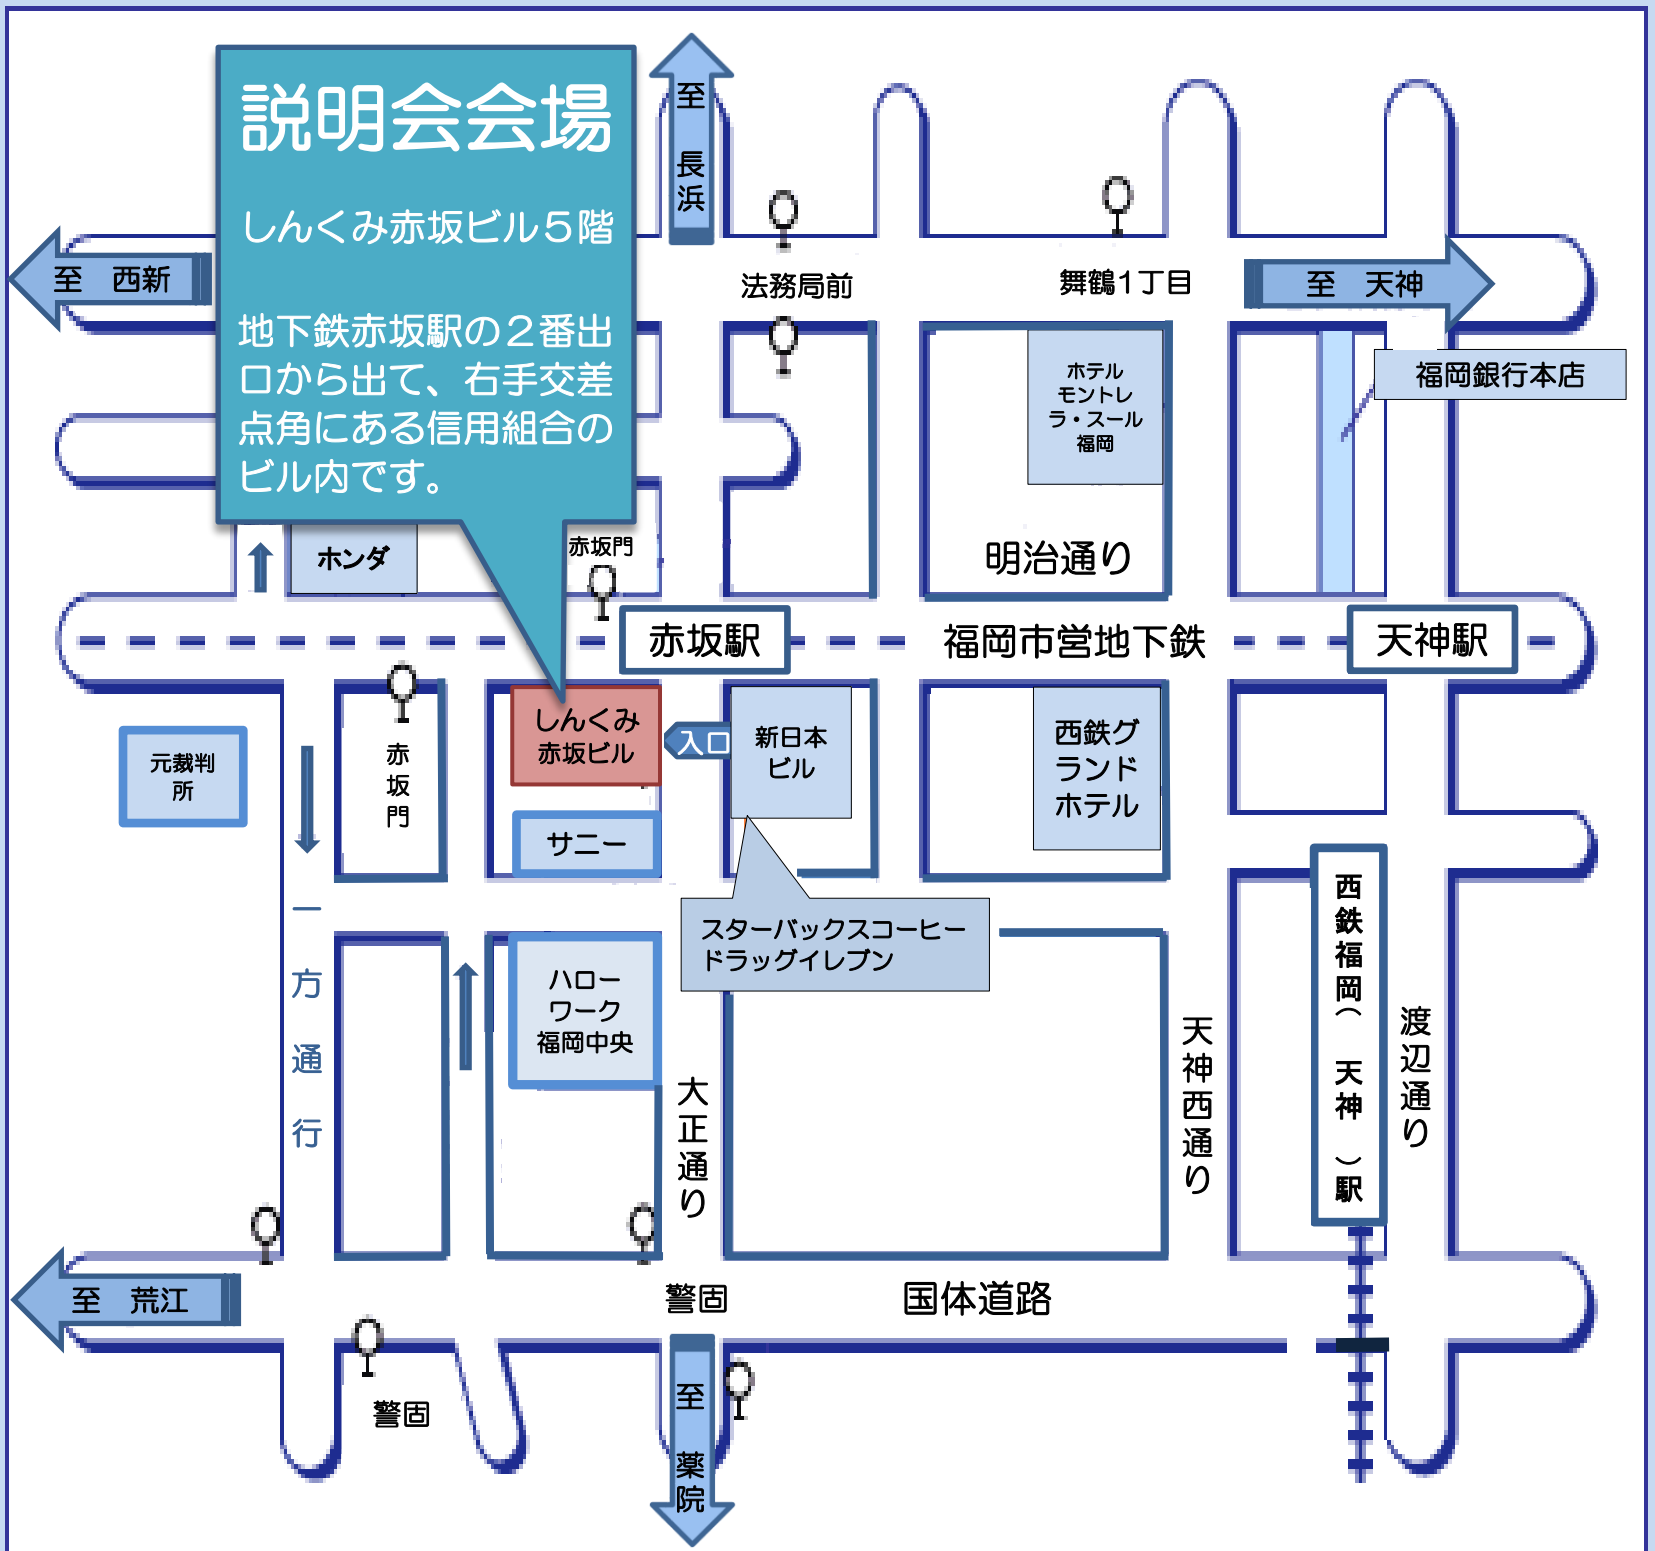 説明会会場
しんくみ赤坂ビル5階
地下鉄赤坂駅の2番出
口から出て、右手交差
点角にある信用組合の
ビル内です。
至 長浜
至 西新
法務局前
舞鶴1丁目
至 天神
福岡銀行本店
ホテル
モントレ
ラ・スール
福岡
ホンダ
赤坂門
明治通り
赤坂駅
福岡市営地下鉄
天神駅
元裁判
所
赤坂門
しんくみ
赤坂ビル
入口
新日本
ビル
西鉄グ
ランド
ホテル
サニー
スターバックスコーヒー
ドラッグイレブン
一方通行
ハロー
ワーク
福岡中央
大正通り
天神西通り
西鉄福岡(天神)駅
渡辺通り
至 荒江
警固
国体道路
警固
至 薬院